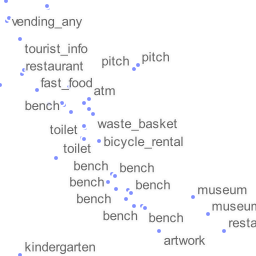 vending_any
tourist_info
pitch
pitch
restaurant
fast_food
atm
bench
waste_basket
toilet
bicycle_rental
toilet
bench
bench
bench
bench
museum
bench
museum
bench
bench
resta
artwork
kindergarten